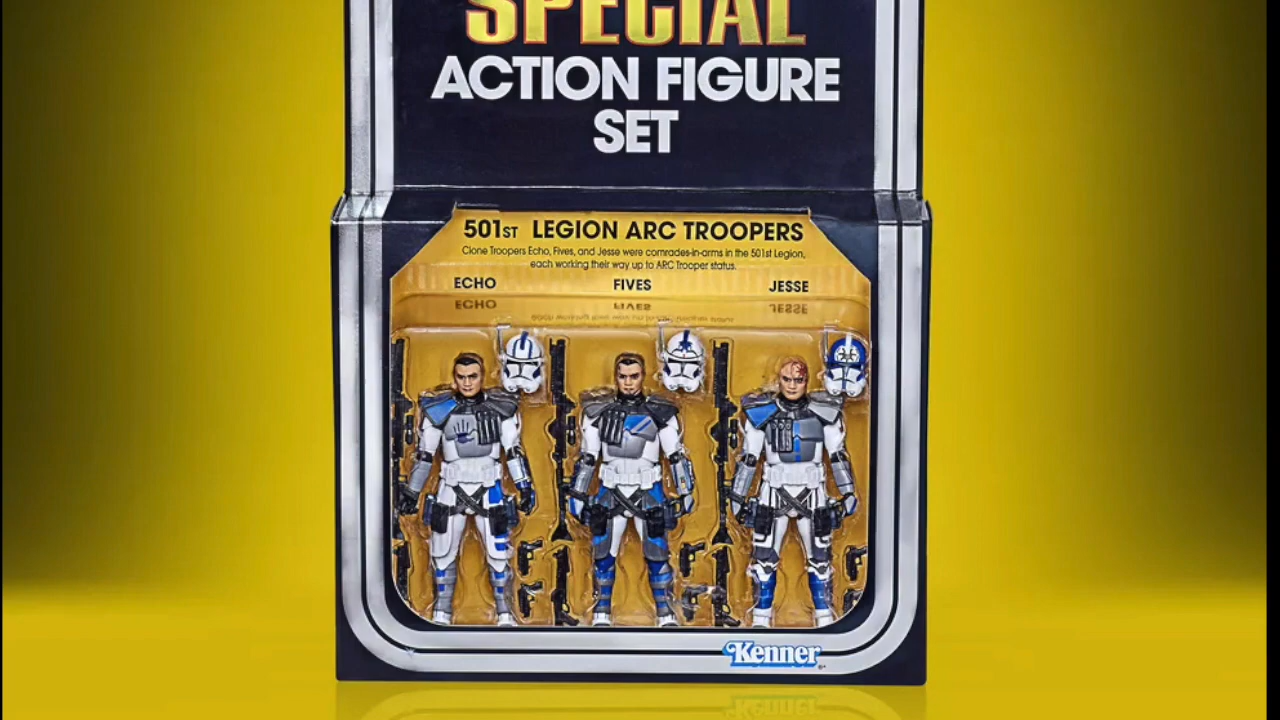 SPECIAL
ACTION FIGURE
SET
501ST LEGION ARC TROOPERS
Clone Troopers Echo, Fives, and Jesse were comrades-in-arms in the 501st Legion,
each working their way up to ARC Trooper status.
ECHO FIVES JESSE
Kenner